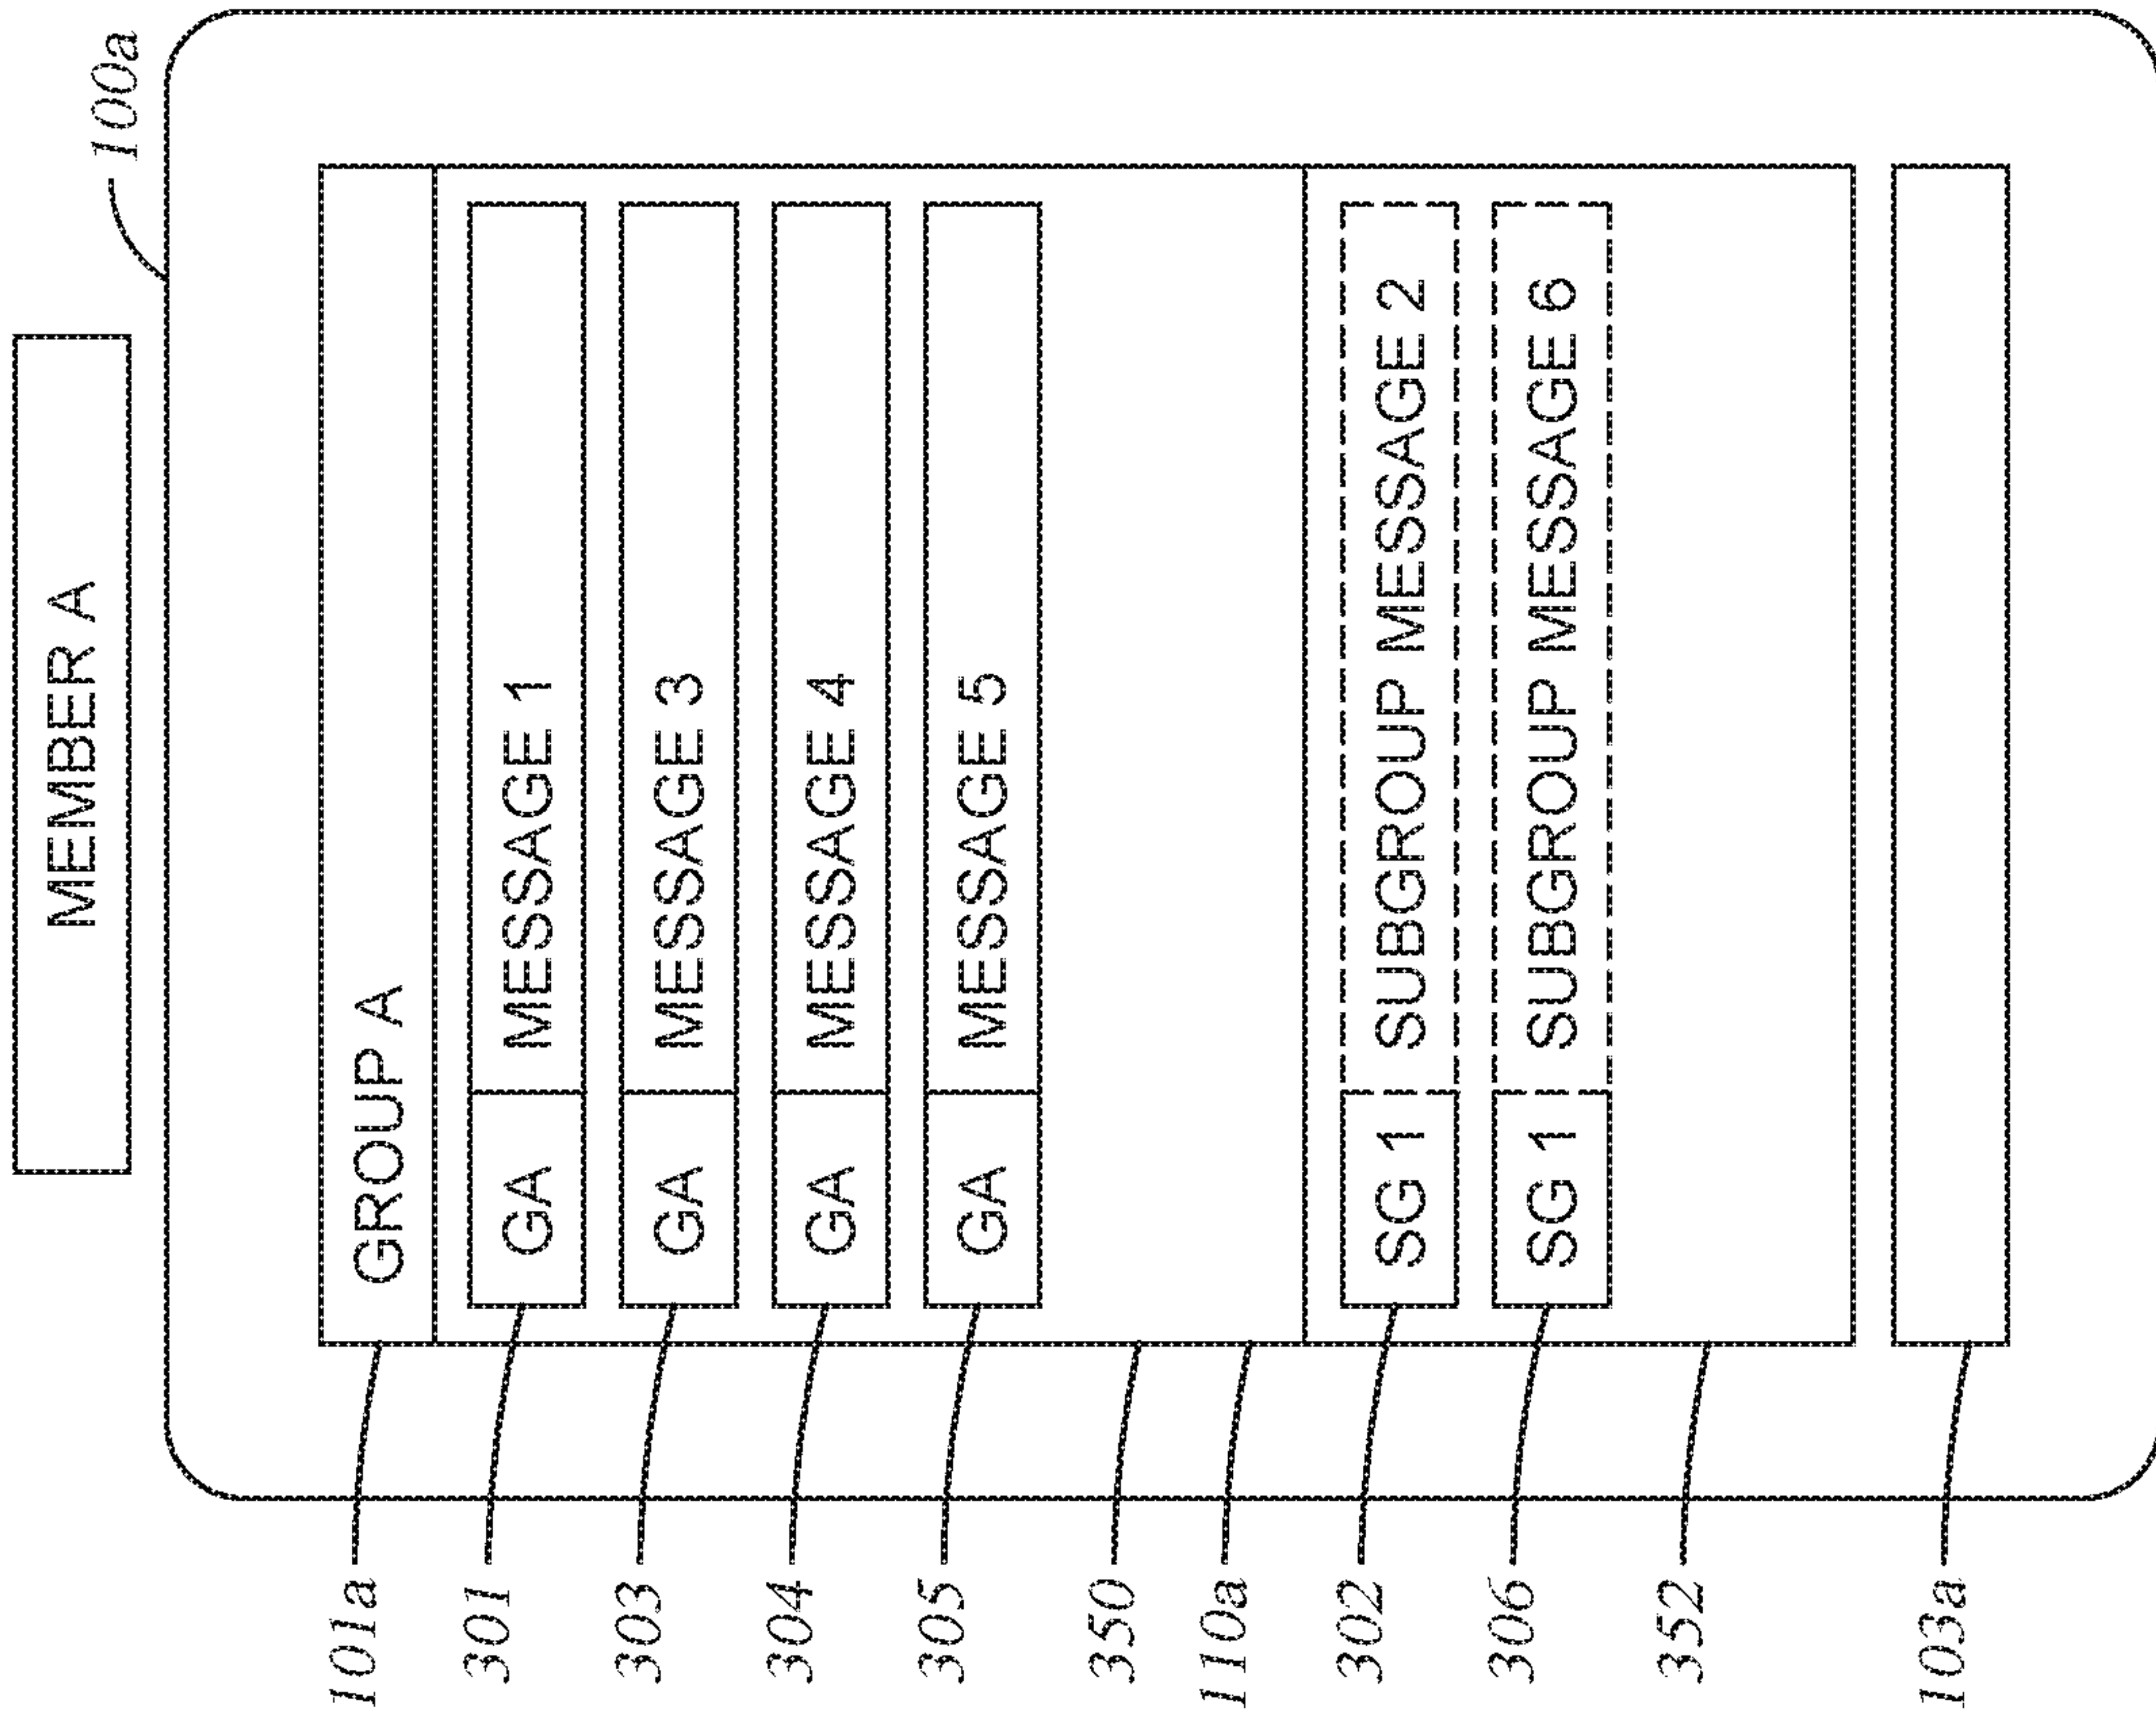 MEMBER A
100a
101a
GROUP A
301
GA MESSAGE 1
303
GA MESSAGE 3
304
GA MESSAGE 4
305
GA MESSAGE 5
350
110a
302
SG 1 SUBGROUP MESSAGE 2
306
SG 1 SUBGROUP MESSAGE 6
352
103a